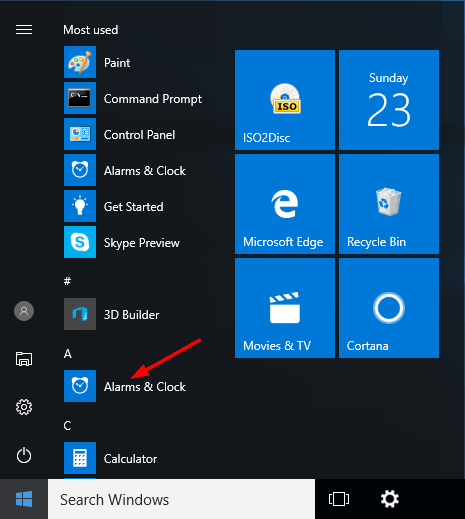 Most used
Paint
Command Prompt
Control Panel
Alarms & Clock
Get Started
Skype Preview
#
3D Builder
A
Alarms & Clock
C
Calculator
ISO
ISO2Disc
Sunday
23
Microsoft Edge
Recycle Bin
Movies & TV
Cortana
Search Windows